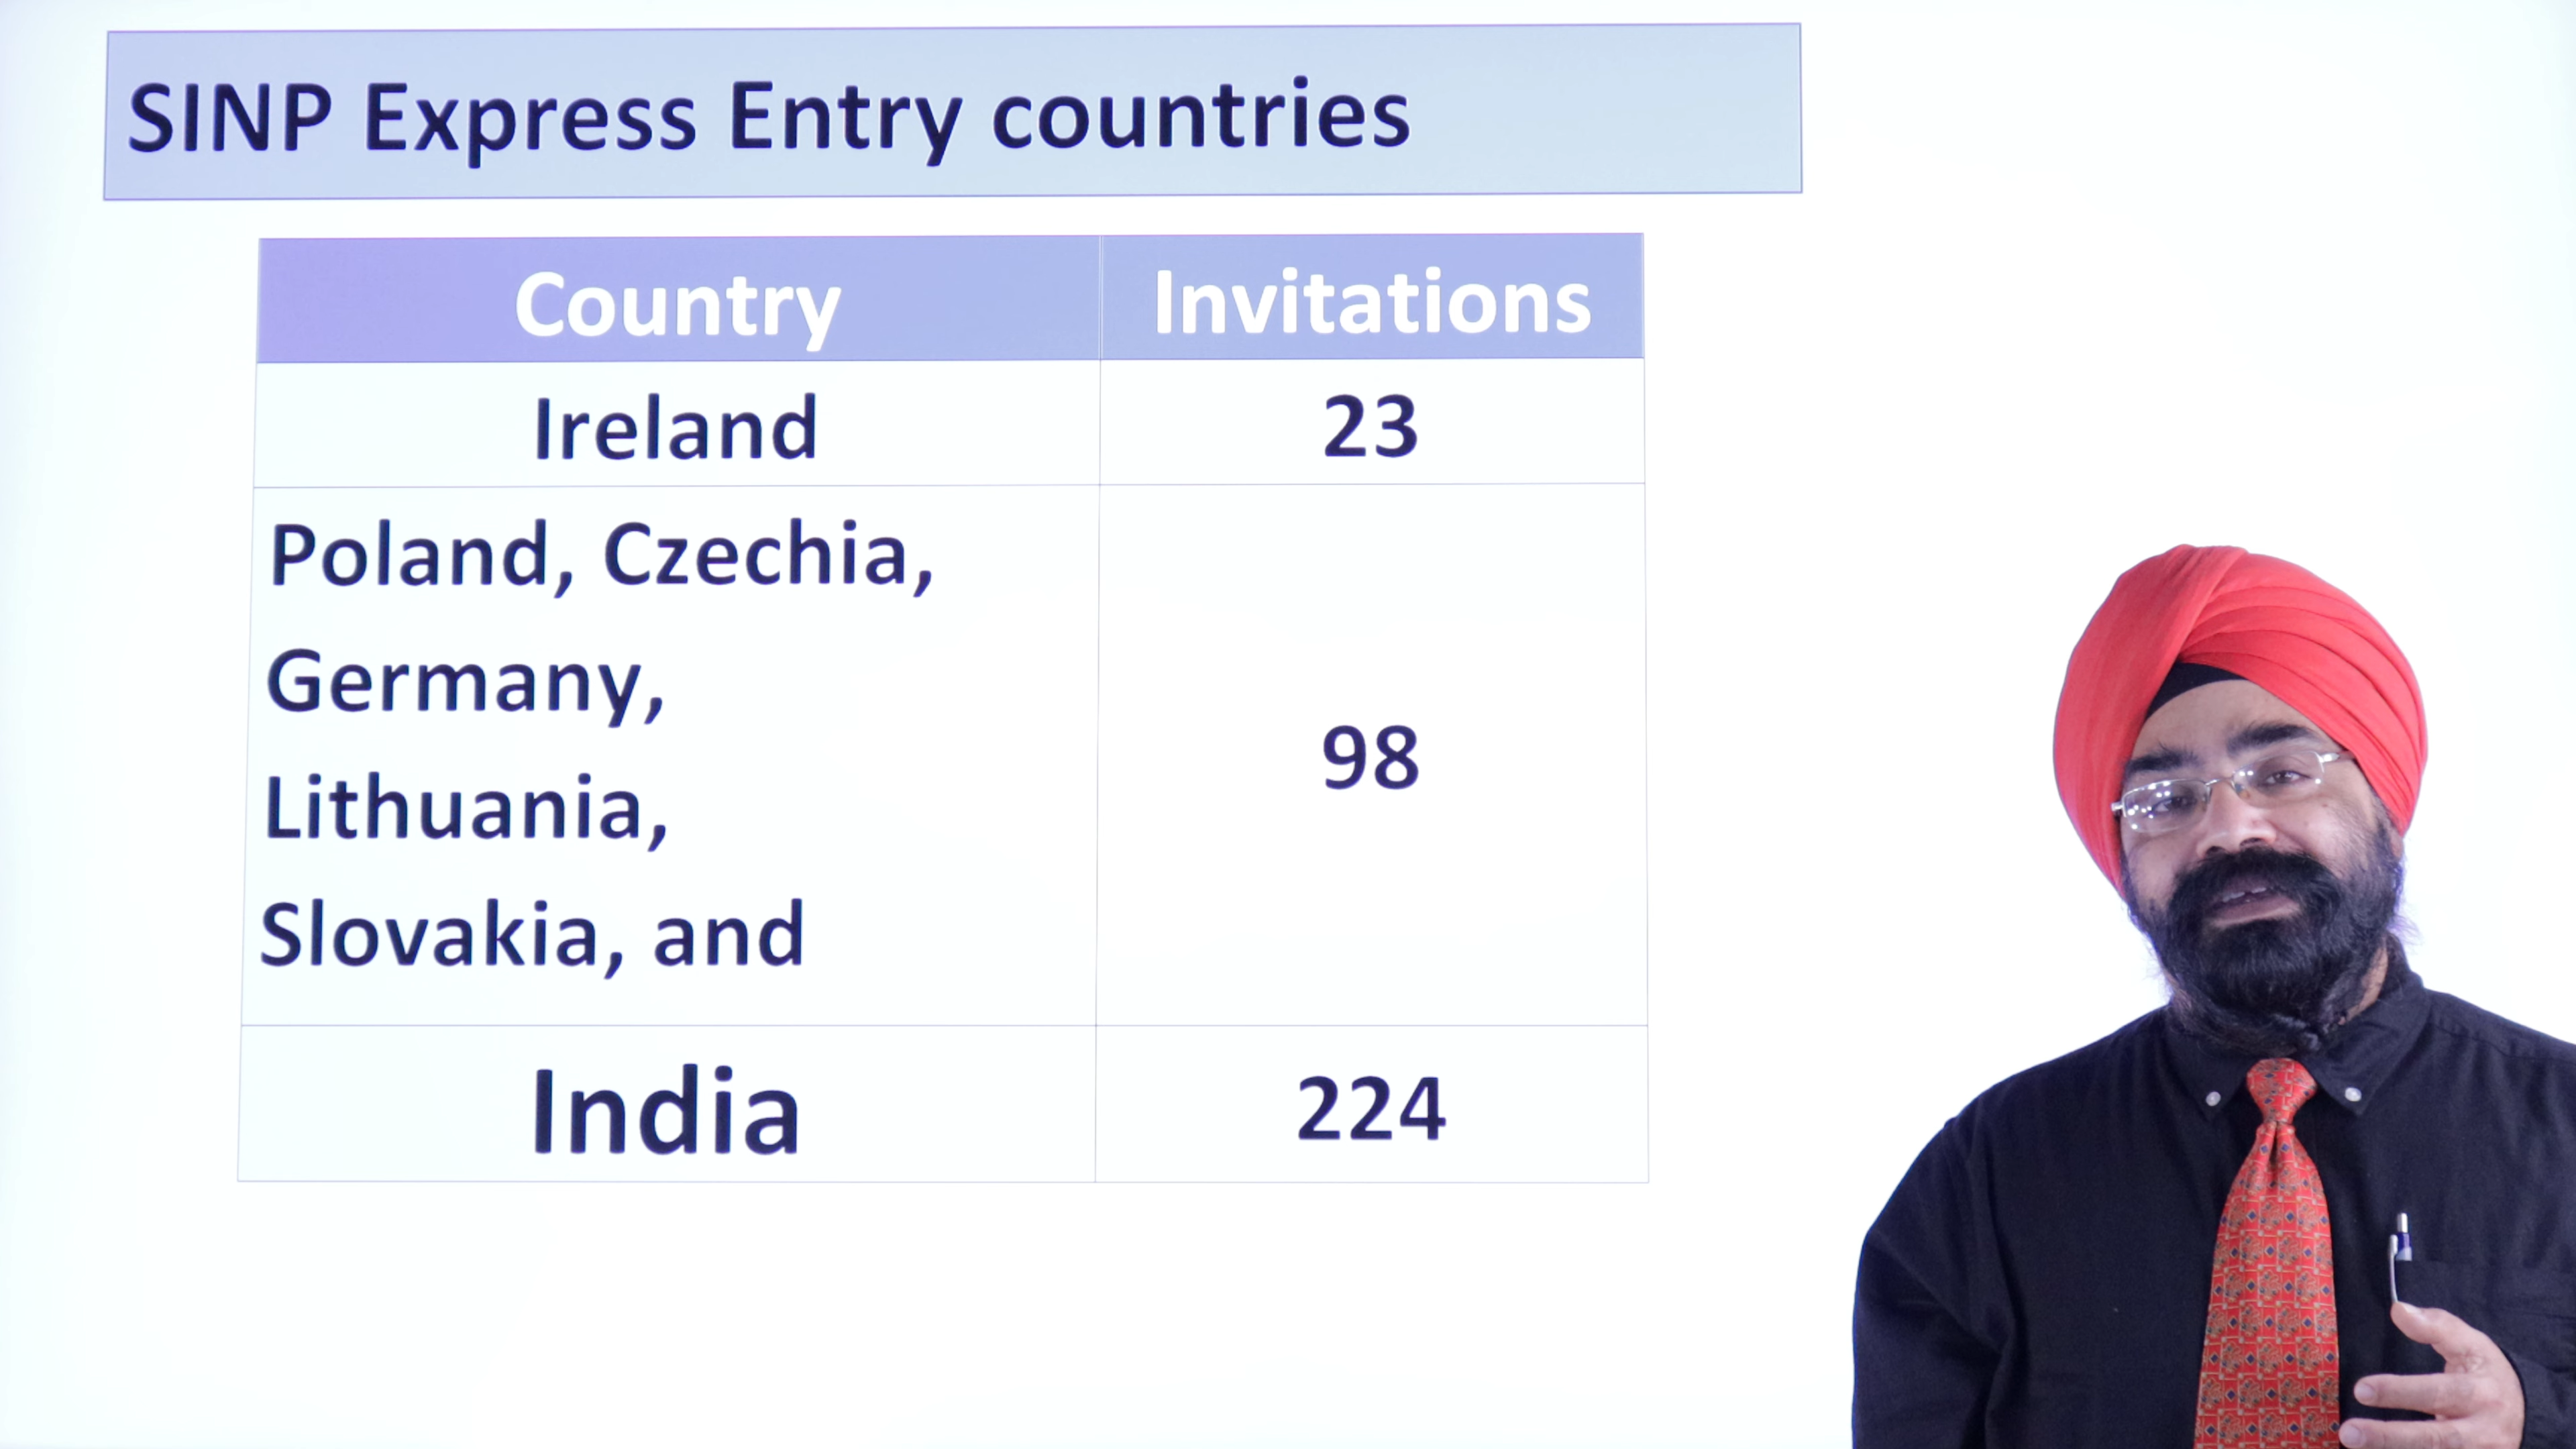 SINP Express Entry countries
Country Invitations
Ireland 23
Poland, Czechia,
Germany,
Lithuania,
Slovakia, and
98
India 224